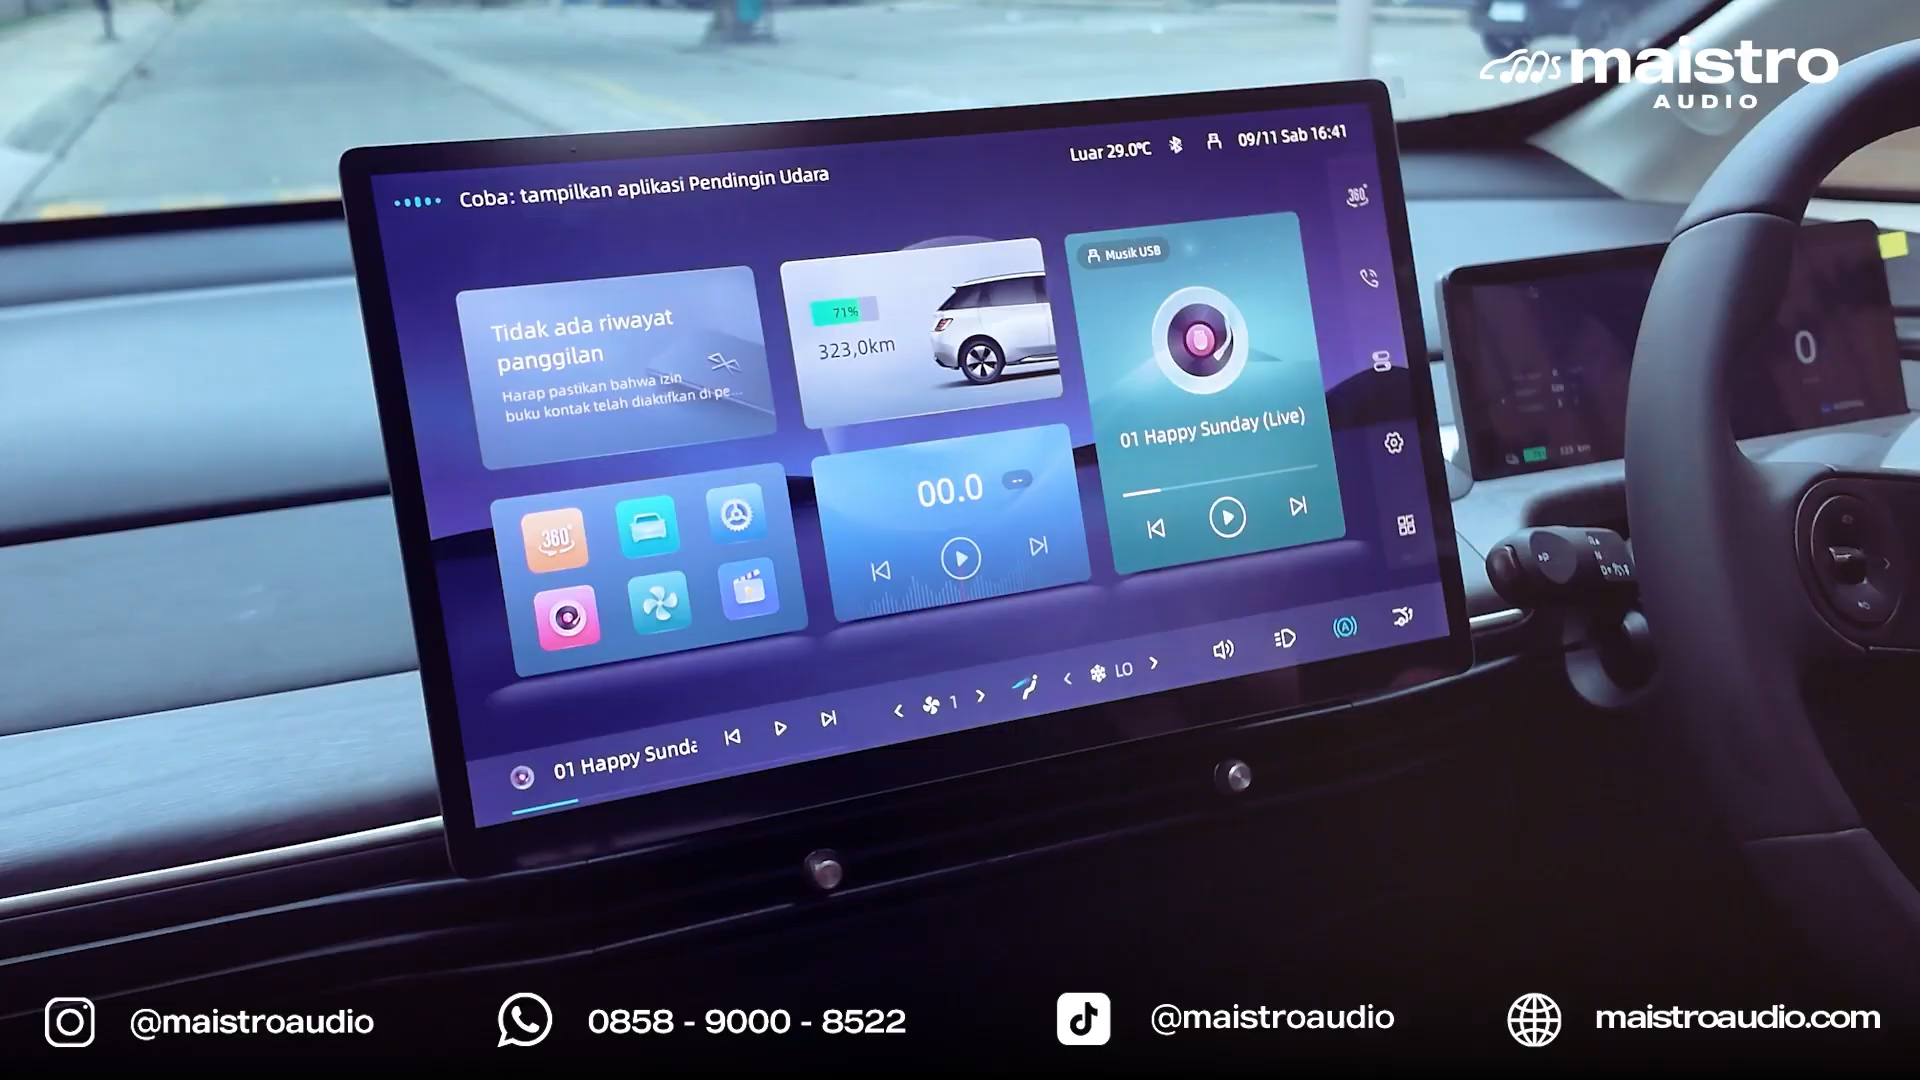 maistro
AUDIO
Coba: tampilkan aplikasi Pendingin Udara
Luar 29.0℃
09/11 Sab 16:41
360°
Tidak ada riwayat
panggilan
Harap pastikan bahwa izin
buku kontak telah diaktifkan di pe...
71%
323,0km
Musik USB
01 Happy Sunday (Live)
360°
00.0
--
01 Happy Sunda
1
LO
A
0
P
R
N
D
@maistroaudio
0858 - 9000 - 8522
@maistroaudio
maistroaudio.com